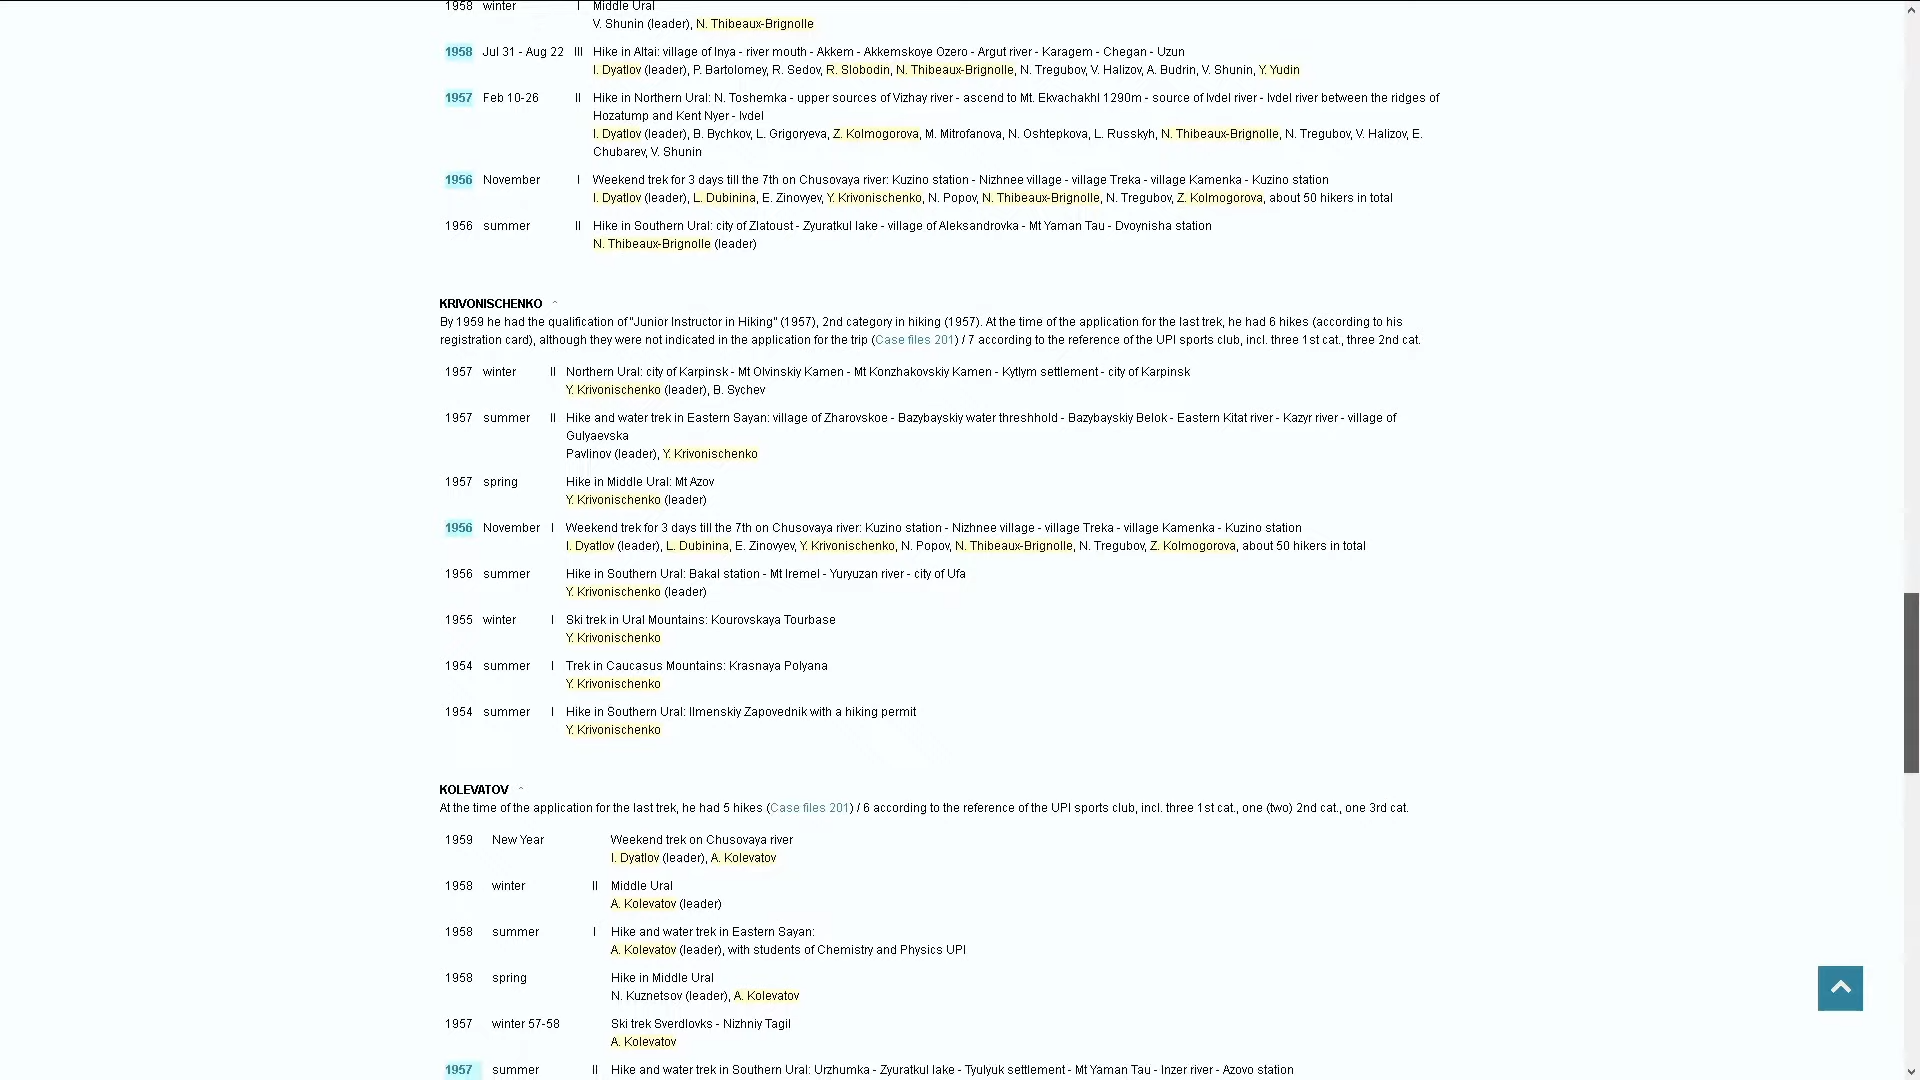 1958 winter I Middle Ural
V. Shunin (leader), N. Thibeaux-Brignolle
1958 Jul 31 - Aug 22 III Hike in Altai: village of Inya - river mouth - Akkem - Akkemskoye Ozero - Argut river - Karagem - Chegan - Uzun
I. Dyatlov (leader), P. Bartolomey, R. Sedov, R. Slobodin, N. Thibeaux-Brignolle, N. Tregubov, V. Halizov, A. Budrin, V. Shunin, Y. Yudin
1957 Feb 10-26 II Hike in Northern Ural: N. Toshemka - upper sources of Vizhay river - ascend to Mt. Ekvachakhl 1290m - source of Ivdel river - Ivdel river between the ridges of
Hozatump and Kent Nyer - Ivdel
I. Dyatlov (leader), B. Bychkov, L. Grigoryeva, Z. Kolmogorova, M. Mitrofanova, N. Oshtepkova, L. Russkyh, N. Thibeaux-Brignolle, N. Tregubov, V. Halizov, E.
Chubarev, V. Shunin
1956 November I Weekend trek for 3 days till the 7th on Chusovaya river: Kuzino station - Nizhnee village - village Treka - village Kamenka - Kuzino station
I. Dyatlov (leader), L. Dubinina, E. Zinovyev, Y. Krivonischenko, N. Popov, N. Thibeaux-Brignolle, N. Tregubov, Z. Kolmogorova, about 50 hikers in total
1956 summer II Hike in Southern Ural: city of Zlatoust - Zyuratkul lake - village of Aleksandrovka - Mt Yaman Tau - Dvoynisha station
N. Thibeaux-Brignolle (leader)
KRIVONISCHENKO ^
By 1959 he had the qualification of "Junior Instructor in Hiking" (1957), 2nd category in hiking (1957). At the time of the application for the last trek, he had 6 hikes (according to his
registration card), although they were not indicated in the application for the trip (Case files 201) / 7 according to the reference of the UPI sports club, incl. three 1st cat., three 2nd cat.
1957 winter II Northern Ural: city of Karpinsk - Mt Olvinskiy Kamen - Mt Konzhakovskiy Kamen - Kytlym settlement - city of Karpinsk
Y. Krivonischenko (leader), B. Sychev
1957 summer II Hike and water trek in Eastern Sayan: village of Zharovskoe - Bazybayskiy water threshhold - Bazybayskiy Belok - Eastern Kitat river - Kazyr river - village of
Gulyaevska
Pavlinov (leader), Y. Krivonischenko
1957 spring Hike in Middle Ural: Mt Azov
Y. Krivonischenko (leader)
1956 November I Weekend trek for 3 days till the 7th on Chusovaya river: Kuzino station - Nizhnee village - village Treka - village Kamenka - Kuzino station
I. Dyatlov (leader), L. Dubinina, E. Zinovyev, Y. Krivonischenko, N. Popov, N. Thibeaux-Brignolle, N. Tregubov, Z. Kolmogorova, about 50 hikers in total
1956 summer Hike in Southern Ural: Bakal station - Mt Iremel - Yuryuzan river - city of Ufa
Y. Krivonischenko (leader)
1955 winter I Ski trek in Ural Mountains: Kourovskaya Tourbase
Y. Krivonischenko
1954 summer I Trek in Caucasus Mountains: Krasnaya Polyana
Y. Krivonischenko
1954 summer I Hike in Southern Ural: Ilmenskiy Zapovednik with a hiking permit
Y. Krivonischenko
KOLEVATOV ^
At the time of the application for the last trek, he had 5 hikes (Case files 201) / 6 according to the reference of the UPI sports club, incl. three 1st cat., one (two) 2nd cat., one 3rd cat.
1959 New Year Weekend trek on Chusovaya river
I. Dyatlov (leader), A. Kolevatov
1958 winter II Middle Ural
A. Kolevatov (leader)
1958 summer I Hike and water trek in Eastern Sayan:
A. Kolevatov (leader), with students of Chemistry and Physics UPI
1958 spring Hike in Middle Ural
N. Kuznetsov (leader), A. Kolevatov
1957 winter 57-58 Ski trek Sverdlovks - Nizhniy Tagil
A. Kolevatov
1957 summer II Hike and water trek in Southern Ural: Urzhumka - Zyuratkul lake - Tyulyuk settlement - Mt Yaman Tau - Inzer river - Azovo station